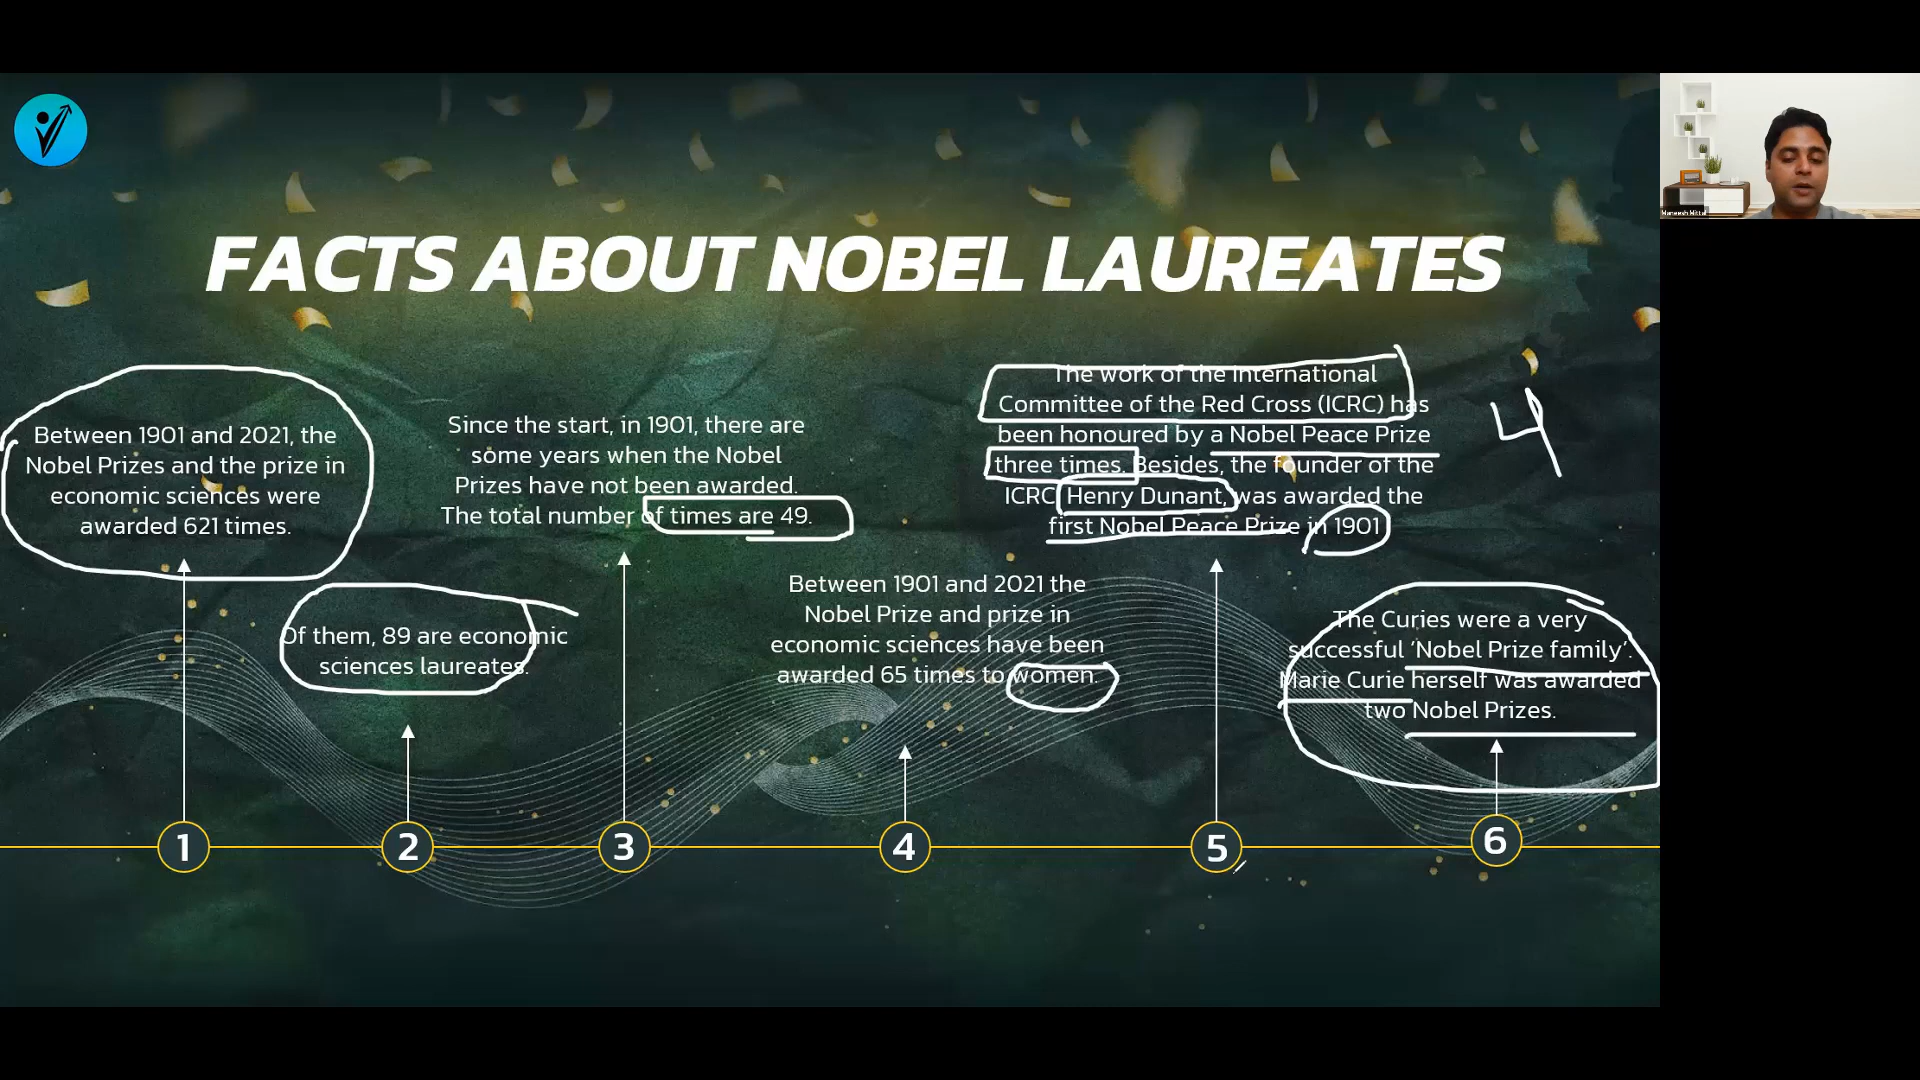 FACTS ABOUT NOBEL LAUREATES
Between 1901 and 2021, the
Nobel Prizes and the prize in
economic sciences were
awarded 621 times.
Of them, 89 are economic
sciences laureates.
Since the start, in 1901, there are
some years when the Nobel
Prizes have not been awarded.
The total number of times are 49.
Between 1901 and 2021 the
Nobel Prize and prize in
economic sciences have been
awarded 65 times to women.
The work of the International
Committee of the Red Cross (ICRC) has
been honoured by a Nobel Peace Prize
three times. Besides, the founder of the
ICRC Henry Dunant, was awarded the
first Nobel Peace Prize in 1901
4
The Curies were a very
successful ‘Nobel Prize family’.
Marie Curie herself was awarded
two Nobel Prizes.
1
2
3
4
5
6
Maneesh Mittal